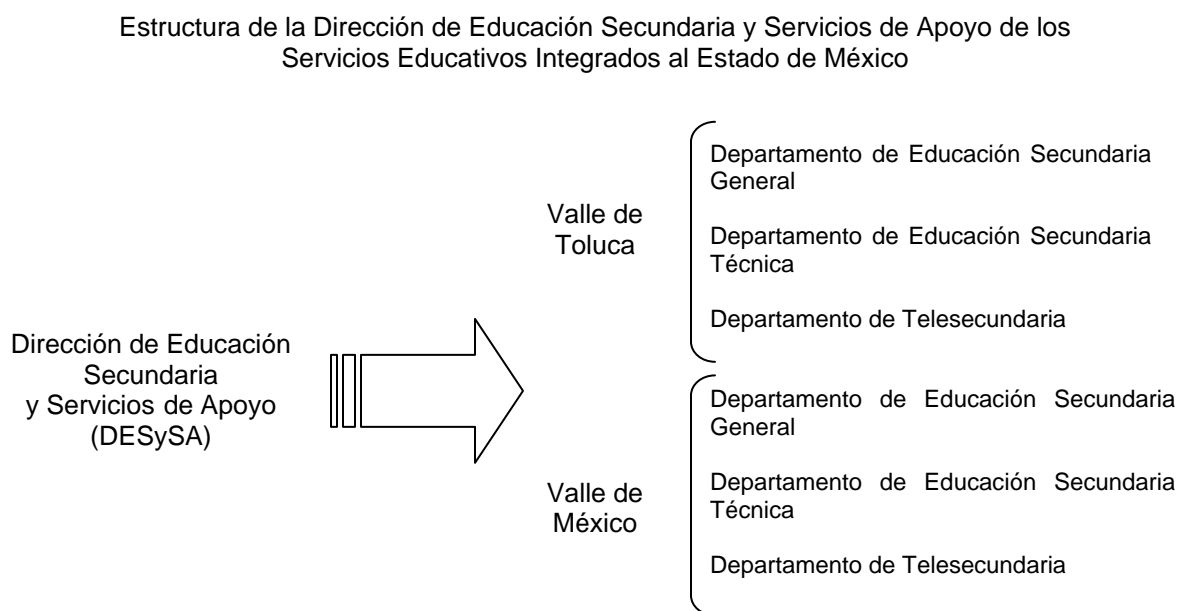 Estructura de la Dirección de Educación Secundaria y Servicios de Apoyo de los
Servicios Educativos Integrados al Estado de México
Dirección de Educación
Secundaria
y Servicios de Apoyo
(DESySA)
Valle de
Toluca
Departamento de Educación Secundaria
General
Departamento de Educación Secundaria
Técnica
Departamento de Telesecundaria
Valle de
México
Departamento de Educación Secundaria
General
Departamento de Educación Secundaria
Técnica
Departamento de Telesecundaria